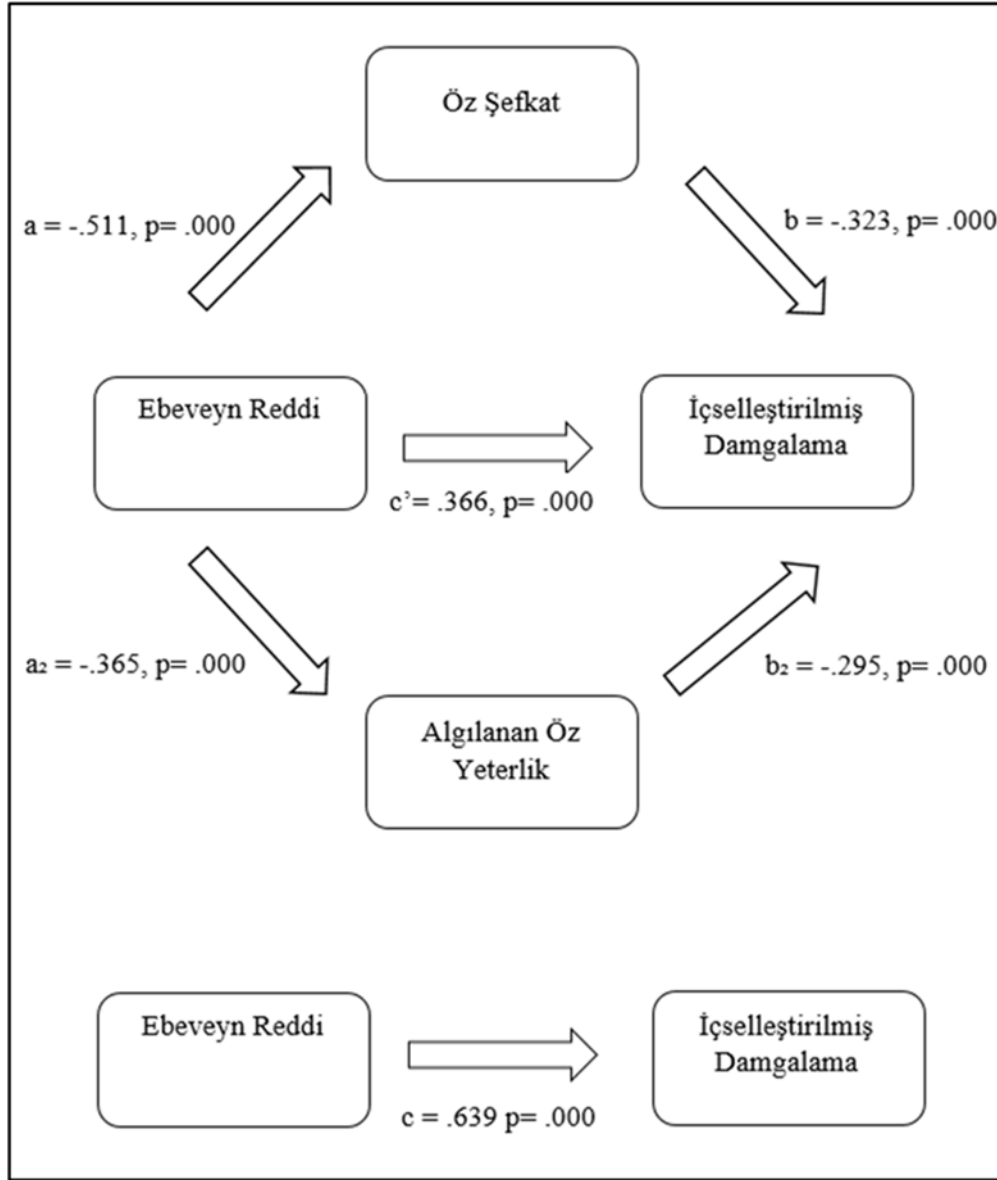 Öz Şefkat
a = -.511, p= .000
b = -.323, p= .000
Ebeveyn Reddi
İçselleştirilmiş
Damgalama
c’= .366, p= .000
a₂ = -.365, p= .000
b₂ = -.295, p= .000
Algılanan Öz
Yeterlik
Ebeveyn Reddi
İçselleştirilmiş
Damgalama
c = .639 p= .000